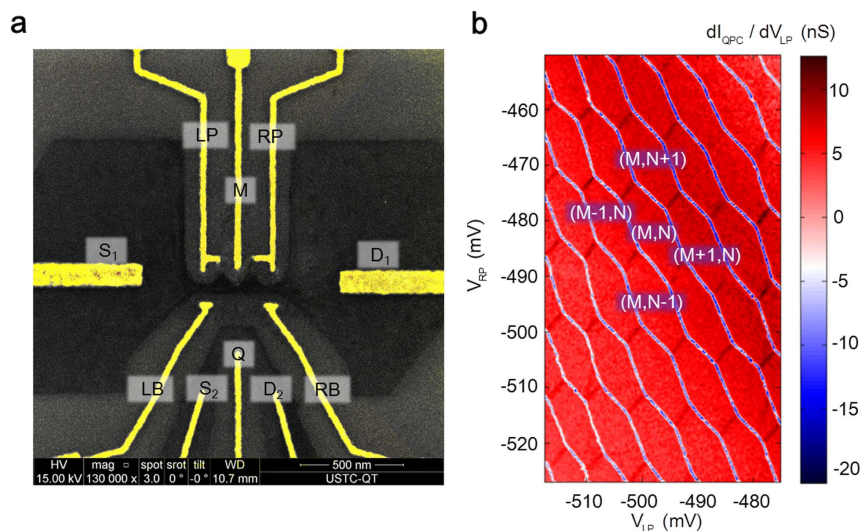 a
LP
RP
M
S₁
D₁
Q
LB
S₂
D₂
RB
HV mag □ spot srot tilt WD
15.00 kV 130 000 x 3.0 0 ° -0 ° 10.7 mm
500 nm
USTC-QT
b
dI_QPC / dV_LP (nS)
V_RP (mV)
-460
-470
-480
-490
-500
-510
-520
(M,N+1)
(M-1,N)
(M,N)
(M+1,N)
(M,N-1)
-510 -500 -490 -480
V_LP (mV)
10
5
0
-5
-10
-15
-20